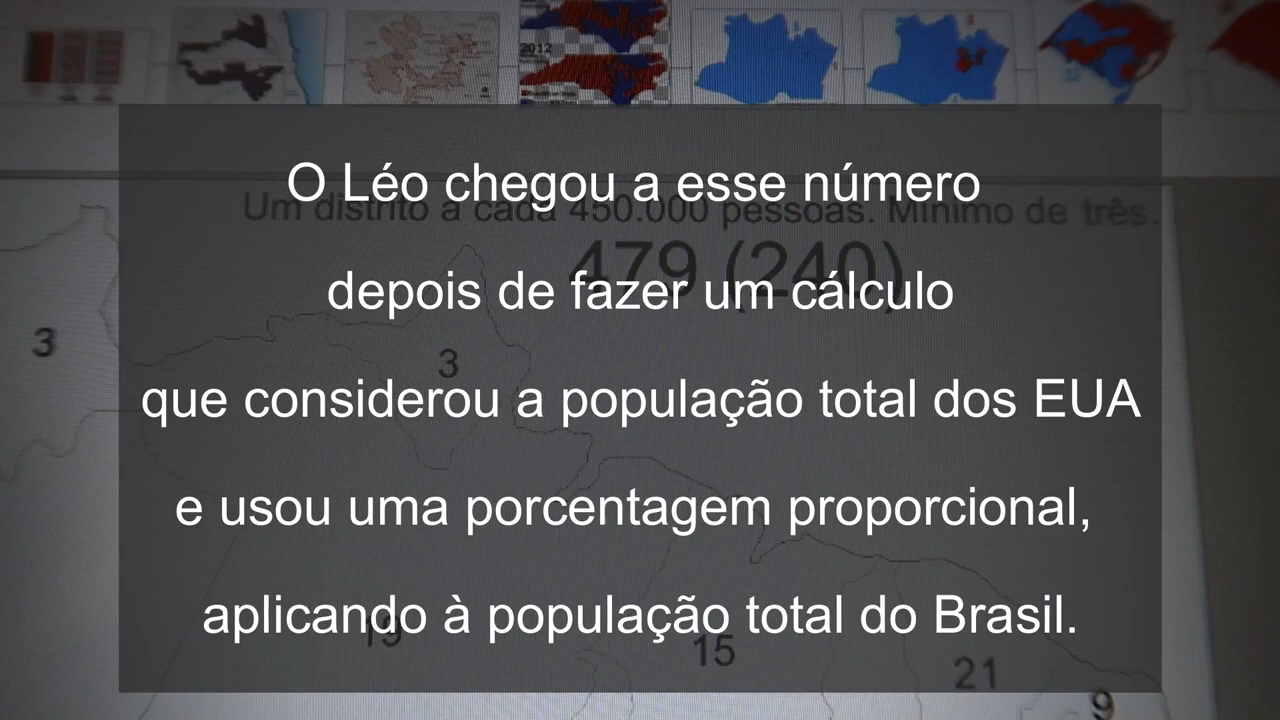 2012
O Léo chegou a esse número
Um distrito a cada 450.000 pessoas. Mínimo de três.
479 (240)
depois de fazer um cálculo
3
3
que considerou a população total dos EUA
e usou uma porcentagem proporcional,
aplicando à população total do Brasil.
19
15
21
9